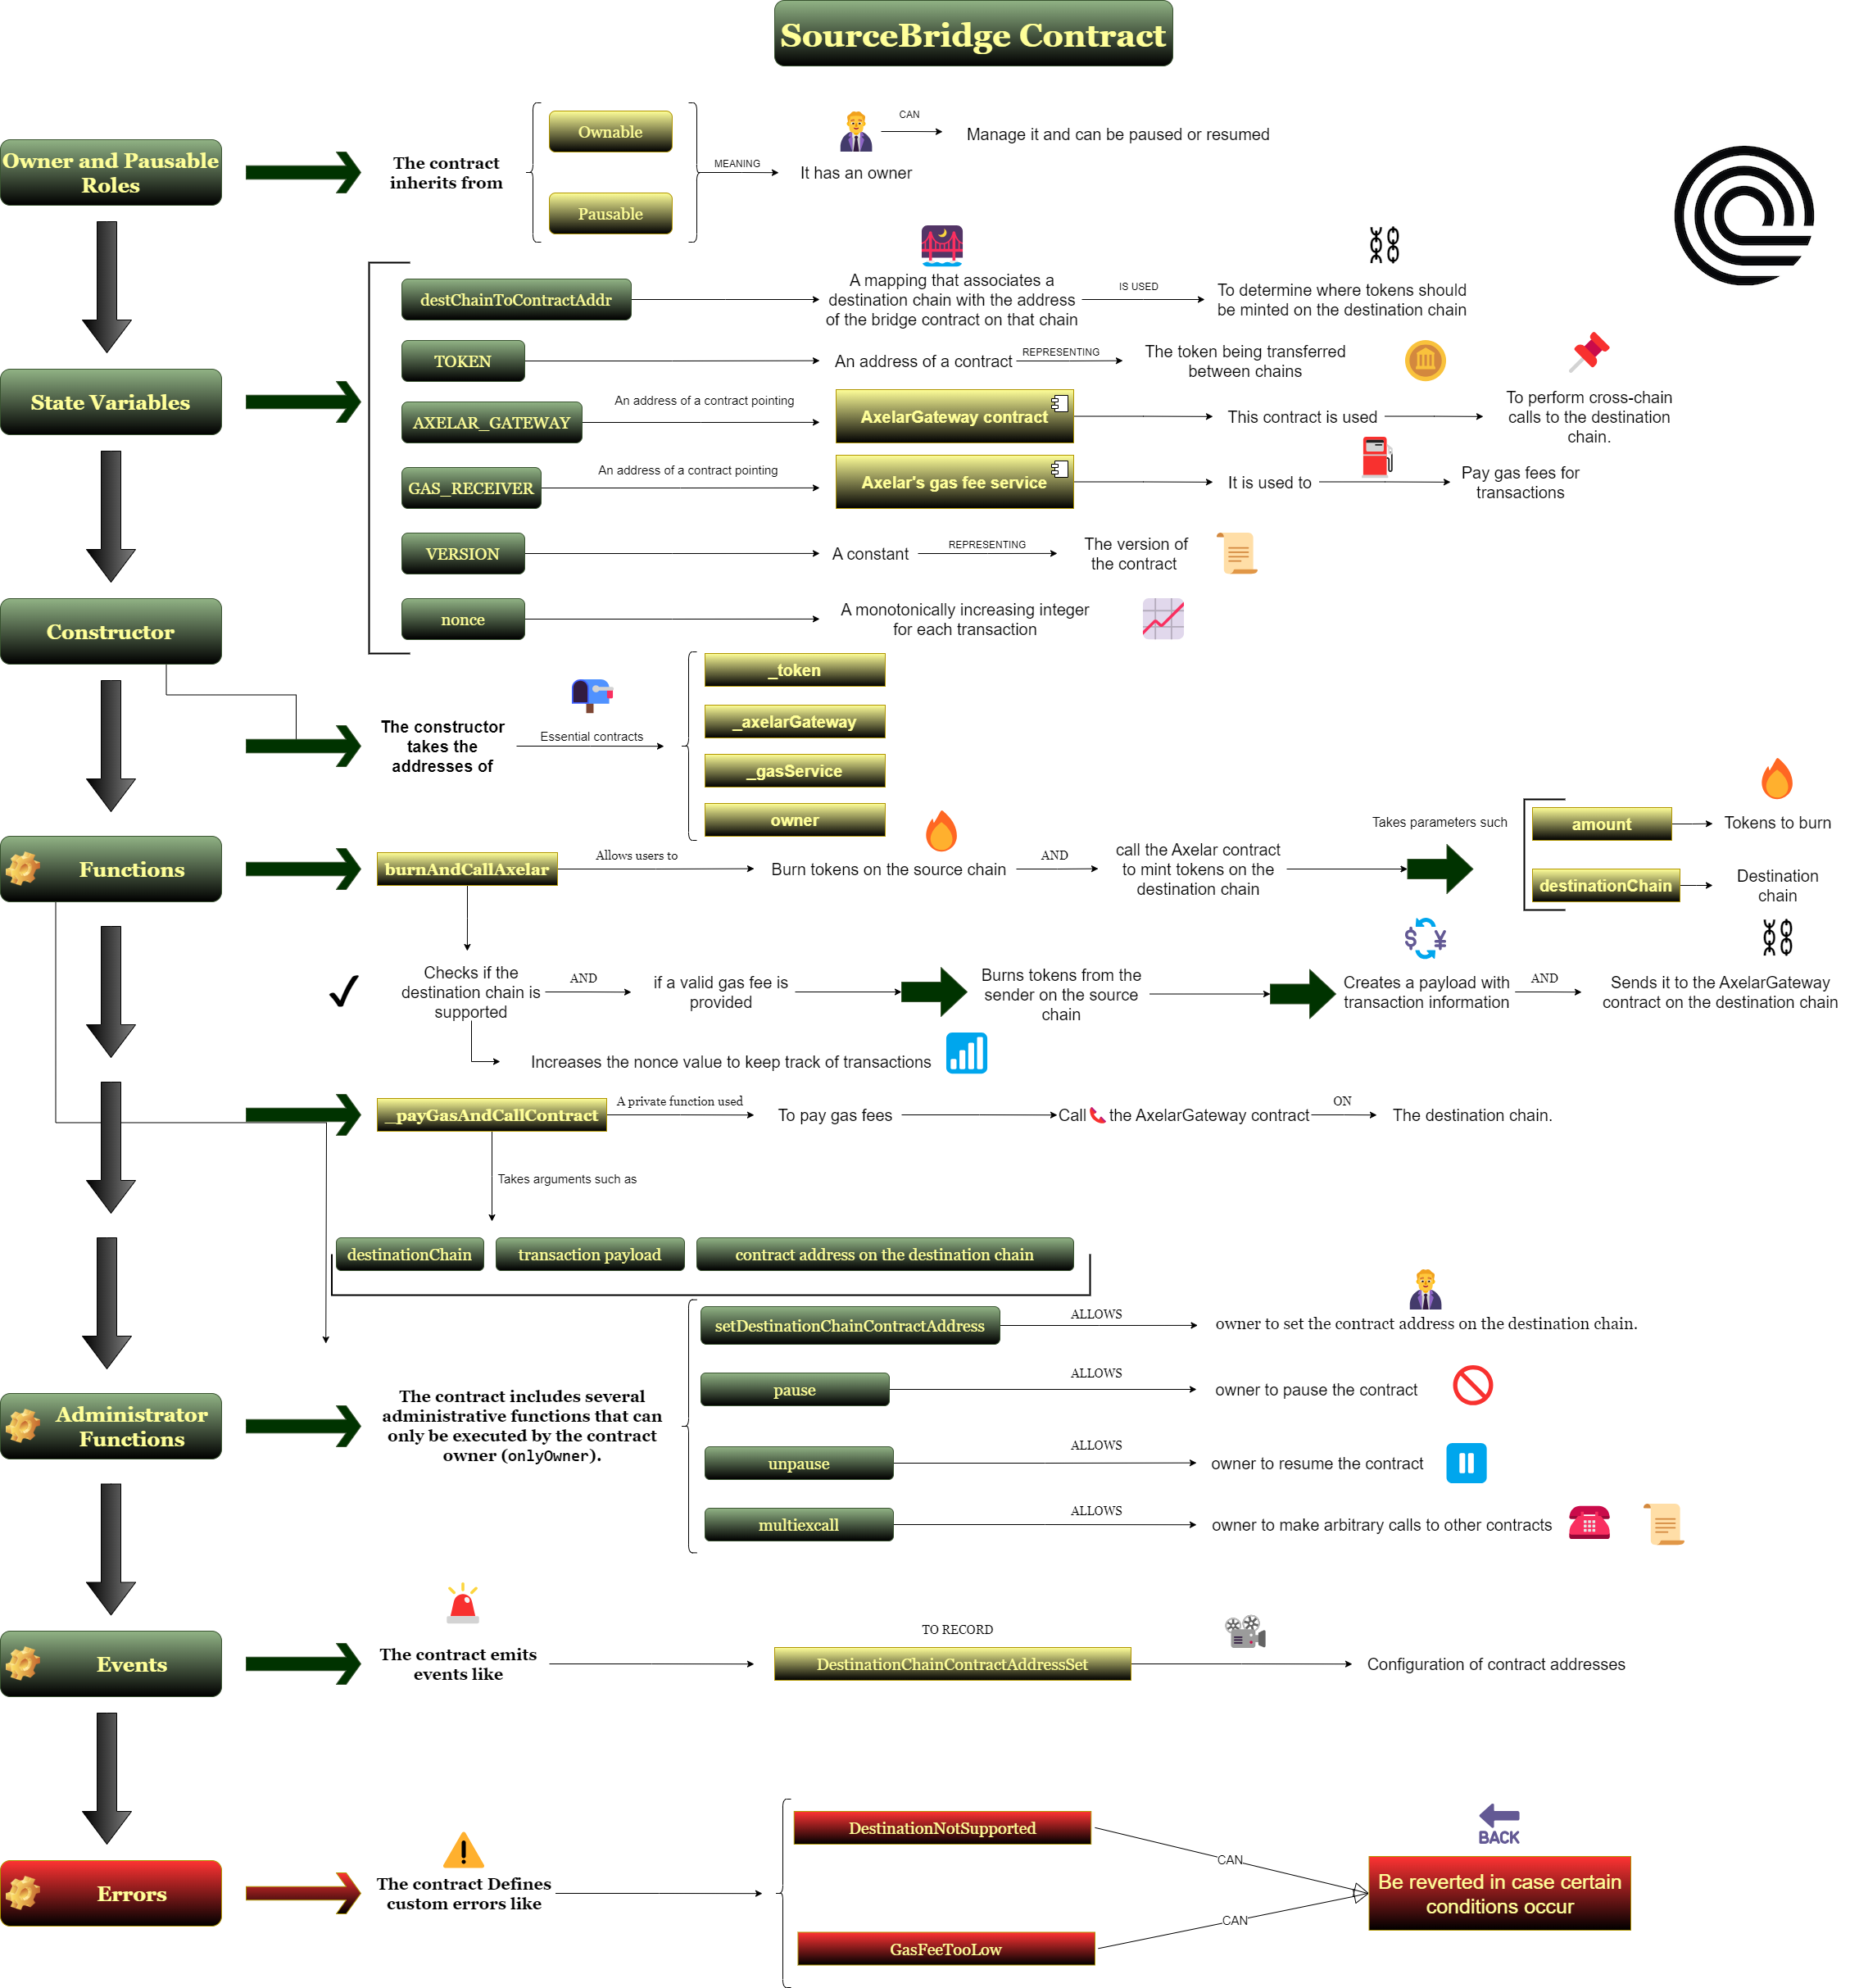 SourceBridge Contract
Owner and Pausable
Roles
The contract
inherits from
Ownable
Pausable
MEANING
CAN
It has an owner
Manage it and can be paused or resumed
State Variables
destChainToContractAddr
A mapping that associates a
destination chain with the address
of the bridge contract on that chain
IS USED
To determine where tokens should
be minted on the destination chain
TOKEN
An address of a contract
REPRESENTING
The token being transferred
between chains
AXELAR_GATEWAY
An address of a contract pointing
AxelarGateway contract
This contract is used
To perform cross-chain
calls to the destination
chain.
GAS_RECEIVER
An address of a contract pointing
Axelar's gas fee service
It is used to
Pay gas fees for
transactions
VERSION
A constant
REPRESENTING
The version of
the contract
nonce
A monotonically increasing integer
for each transaction
Constructor
The constructor
takes the
addresses of
Essential contracts
_token
_axelarGateway
_gasService
owner
Functions
burnAndCallAxelar
Allows users to
Burn tokens on the source chain
AND
call the Axelar contract
to mint tokens on the
destination chain
Takes parameters such
amount
Tokens to burn
destinationChain
Destination
chain
Checks if the
destination chain is
supported
AND
if a valid gas fee is
provided
Burns tokens from the
sender on the source
chain
Creates a payload with
transaction information
AND
Sends it to the AxelarGateway
contract on the destination chain
Increases the nonce value to keep track of transactions
_payGasAndCallContract
A private function used
To pay gas fees
Call the AxelarGateway contract
ON
The destination chain.
Takes arguments such as
destinationChain
transaction payload
contract address on the destination chain
Administrator
Functions
The contract includes several
administrative functions that can
only be executed by the contract
owner (onlyOwner).
setDestinationChainContractAddress
ALLOWS
owner to set the contract address on the destination chain.
pause
ALLOWS
owner to pause the contract
unpause
ALLOWS
owner to resume the contract
multiexcall
ALLOWS
owner to make arbitrary calls to other contracts
Events
The contract emits
events like
TO RECORD
DestinationChainContractAddressSet
Configuration of contract addresses
Errors
The contract Defines
custom errors like
DestinationNotSupported
CAN
GasFeeTooLow
CAN
BACK
Be reverted in case certain
conditions occur